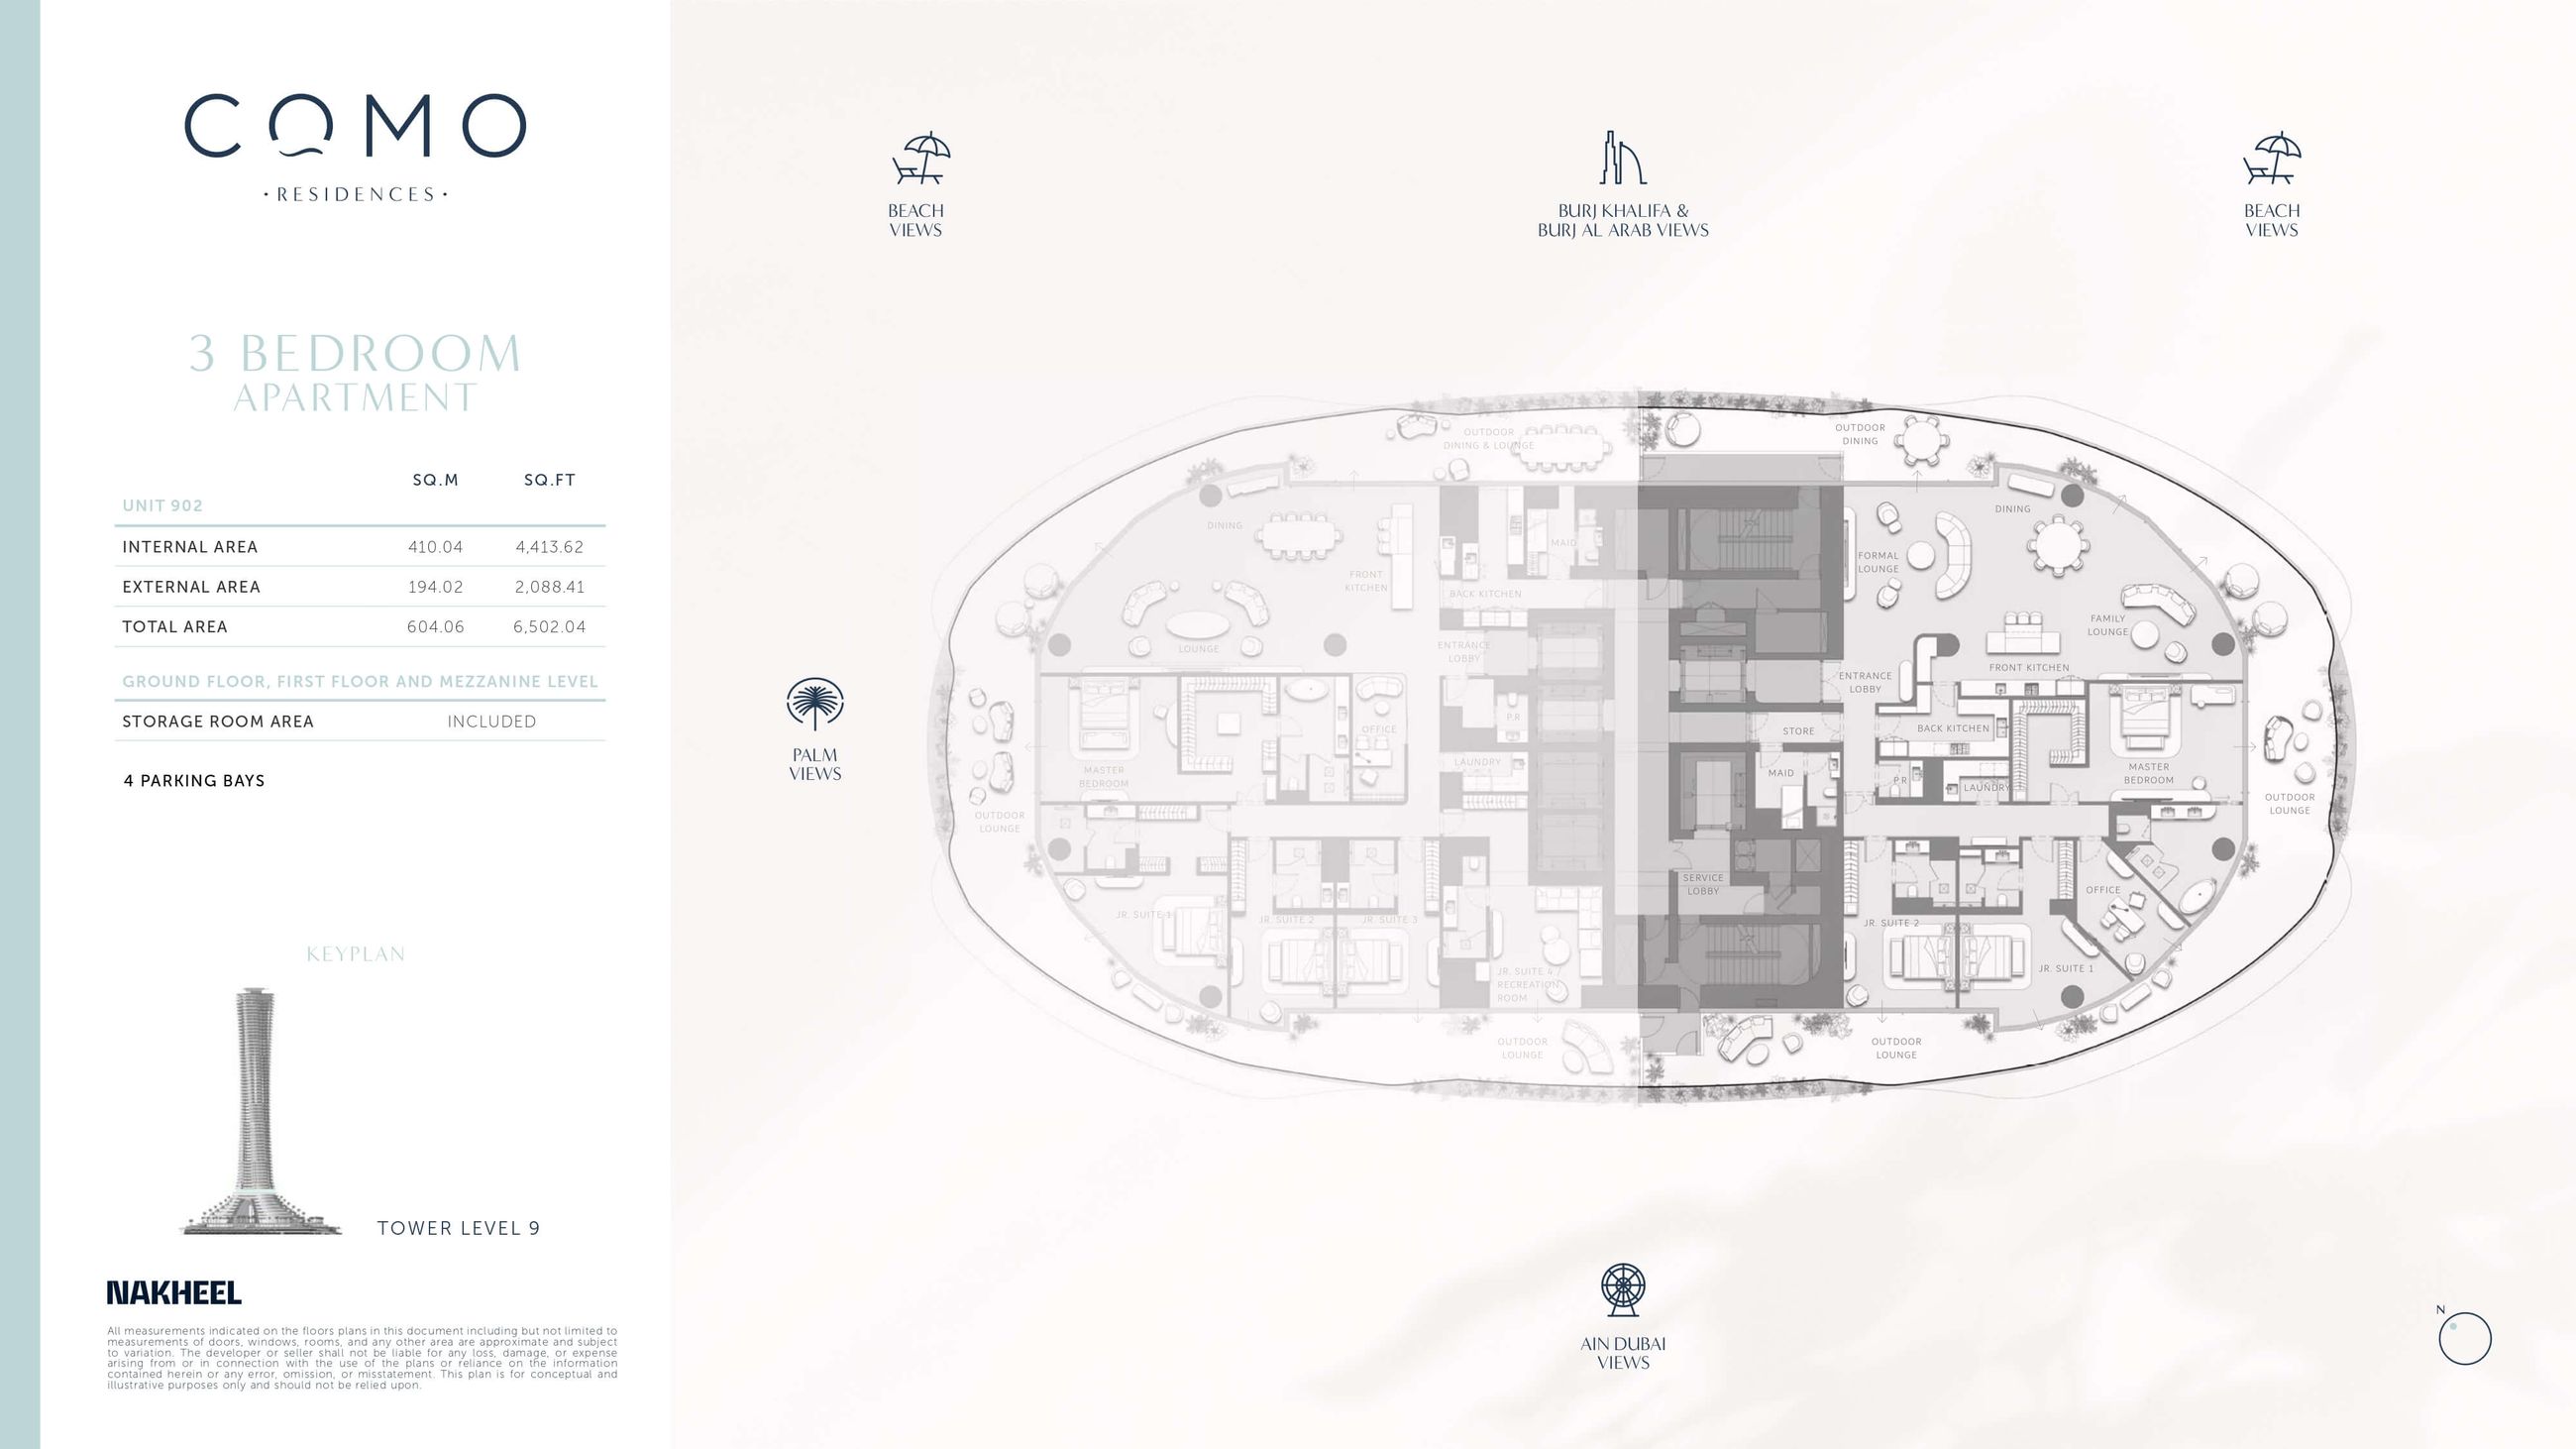 COMO
·RESIDENCES·
3 BEDROOM
APARTMENT
SQ.M SQ.FT
UNIT 902
INTERNAL AREA 410.04 4,413.62
EXTERNAL AREA 194.02 2,088.41
TOTAL AREA 604.06 6,502.04
GROUND FLOOR, FIRST FLOOR AND MEZZANINE LEVEL
STORAGE ROOM AREA INCLUDED
4 PARKING BAYS
KEYPLAN
TOWER LEVEL 9
NAKHEEL
All measurements indicated on the floors plans in this document including but not limited to
measurements of doors, windows, rooms, and any other area are approximate and subject
to variation. The developer or seller shall not be liable for any loss, damage, or expense
arising from or in connection with the use of the plans or reliance on the information
contained herein or any error, omission, or misstatement. This plan is for conceptual and
illustrative purposes only and should not be relied upon.
BEACH
VIEWS
BURJ KHALIFA &
BURJ AL ARAB VIEWS
BEACH
VIEWS
PALM
VIEWS
OUTDOOR
DINING & LOUNGE
DINING
FRONT
KITCHEN
MAID
BACK KITCHEN
LOUNGE
ENTRANCE
LOBBY
P.R
OFFICE
LAUNDRY
MASTER
BEDROOM
OUTDOOR
LOUNGE
JR. SUITE 1
JR. SUITE 2
JR. SUITE 3
JR. SUITE 4 /
RECREATION
ROOM
OUTDOOR
LOUNGE
OUTDOOR
DINING
DINING
FORMAL
LOUNGE
FAMILY
LOUNGE
FRONT KITCHEN
ENTRANCE
LOBBY
STORE
BACK KITCHEN
MAID
P.R
LAUNDRY
MASTER
BEDROOM
OUTDOOR
LOUNGE
SERVICE
LOBBY
OFFICE
JR. SUITE 2
JR. SUITE 1
OUTDOOR
LOUNGE
AIN DUBAI
VIEWS
N